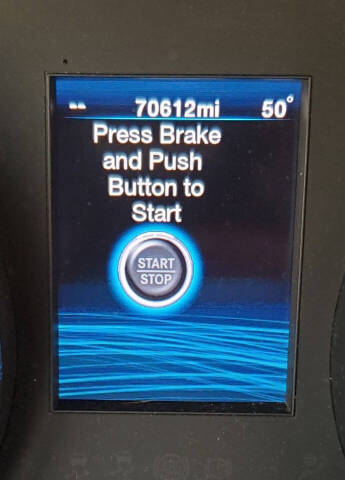 -- 70612mi 50°
Press Brake
and Push
Button to
Start
START
STOP